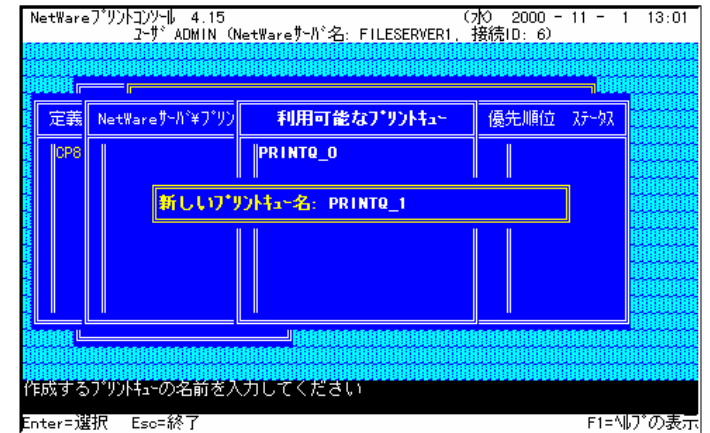 NetWareﾌﾟﾘﾝﾄｺﾝｿｰﾙ 4.15 (水) 2000 - 11 - 1 13:01
ﾕｰｻﾞ ADMIN (NetWareｻｰﾊﾞ名: FILESERVER1, 接続ID: 6)
定義 NetWareｻｰﾊﾞ¥ﾌﾟﾘﾝ 利用可能なﾌﾟﾘﾝﾄｷｭｰ 優先順位 ｽﾃｰﾀｽ
CP8 PRINTQ_0
新しいﾌﾟﾘﾝﾄｷｭｰ名: PRINTQ_1
作成するﾌﾟﾘﾝﾄｷｭｰの名前を入力してください
Enter=選択 Esc=終了 F1=ﾍﾙﾌﾟの表示